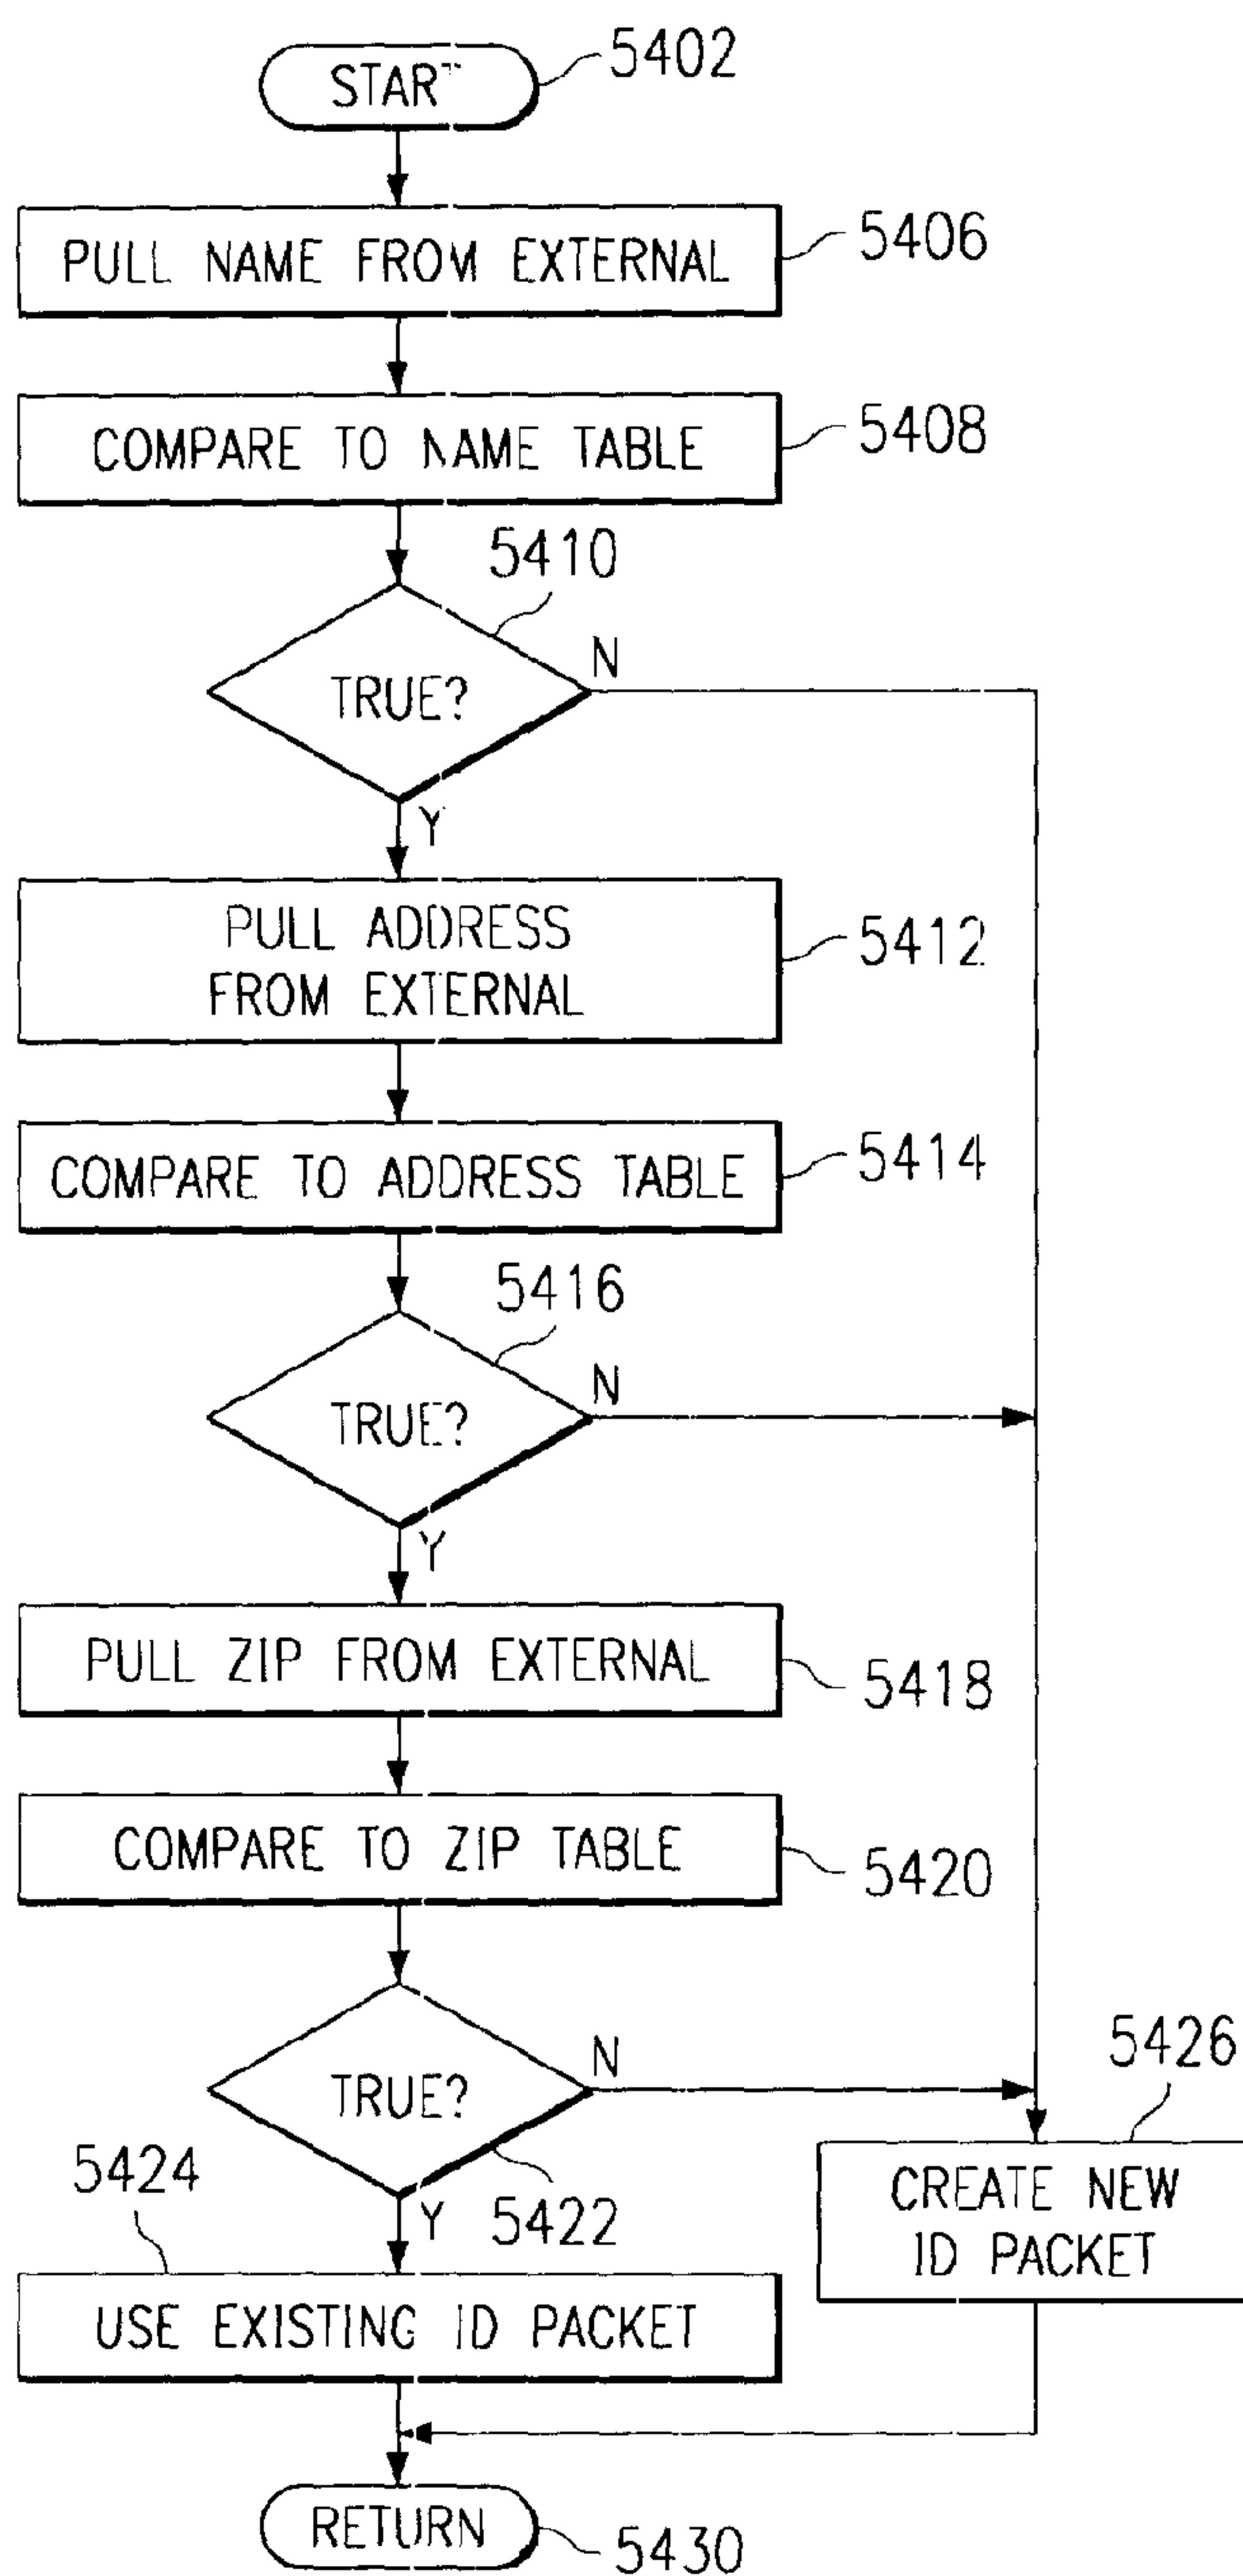 START
5402
PULL NAME FROM EXTERNAL
5406
COMPARE TO NAME TABLE
5408
5410
TRUE?
N
Y
PULL ADDRESS
FROM EXTERNAL
5412
COMPARE TO ADDRESS TABLE
5414
5416
TRUE?
N
Y
PULL ZIP FROM EXTERNAL
5418
COMPARE TO ZIP TABLE
5420
TRUE?
N
5422
Y
5426
CREATE NEW
ID PACKET
5424
USE EXISTING ID PACKET
RETURN
5430